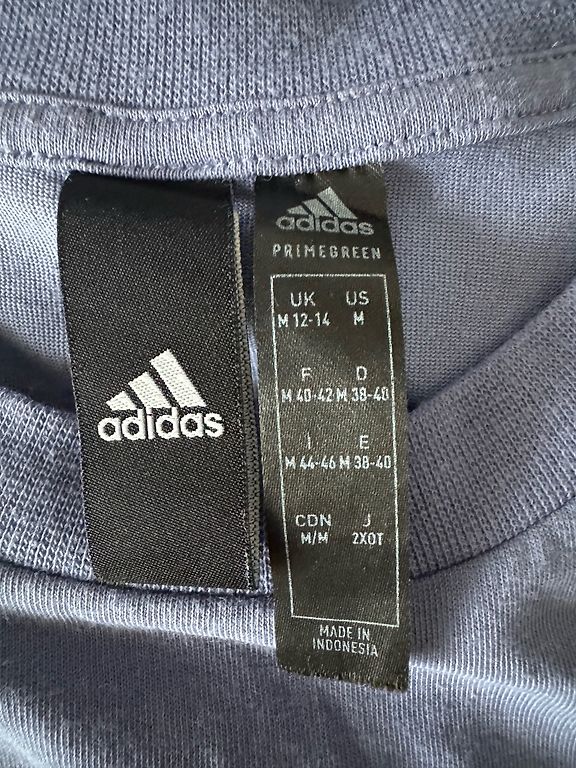 adidas
adidas
PRIMEGREEN
UK US
M 12-14 M
F D
M 40-42 M 38-40
I E
M 44-46 M 38-40
CDN J
M/M 2XOT
MADE IN
INDONESIA